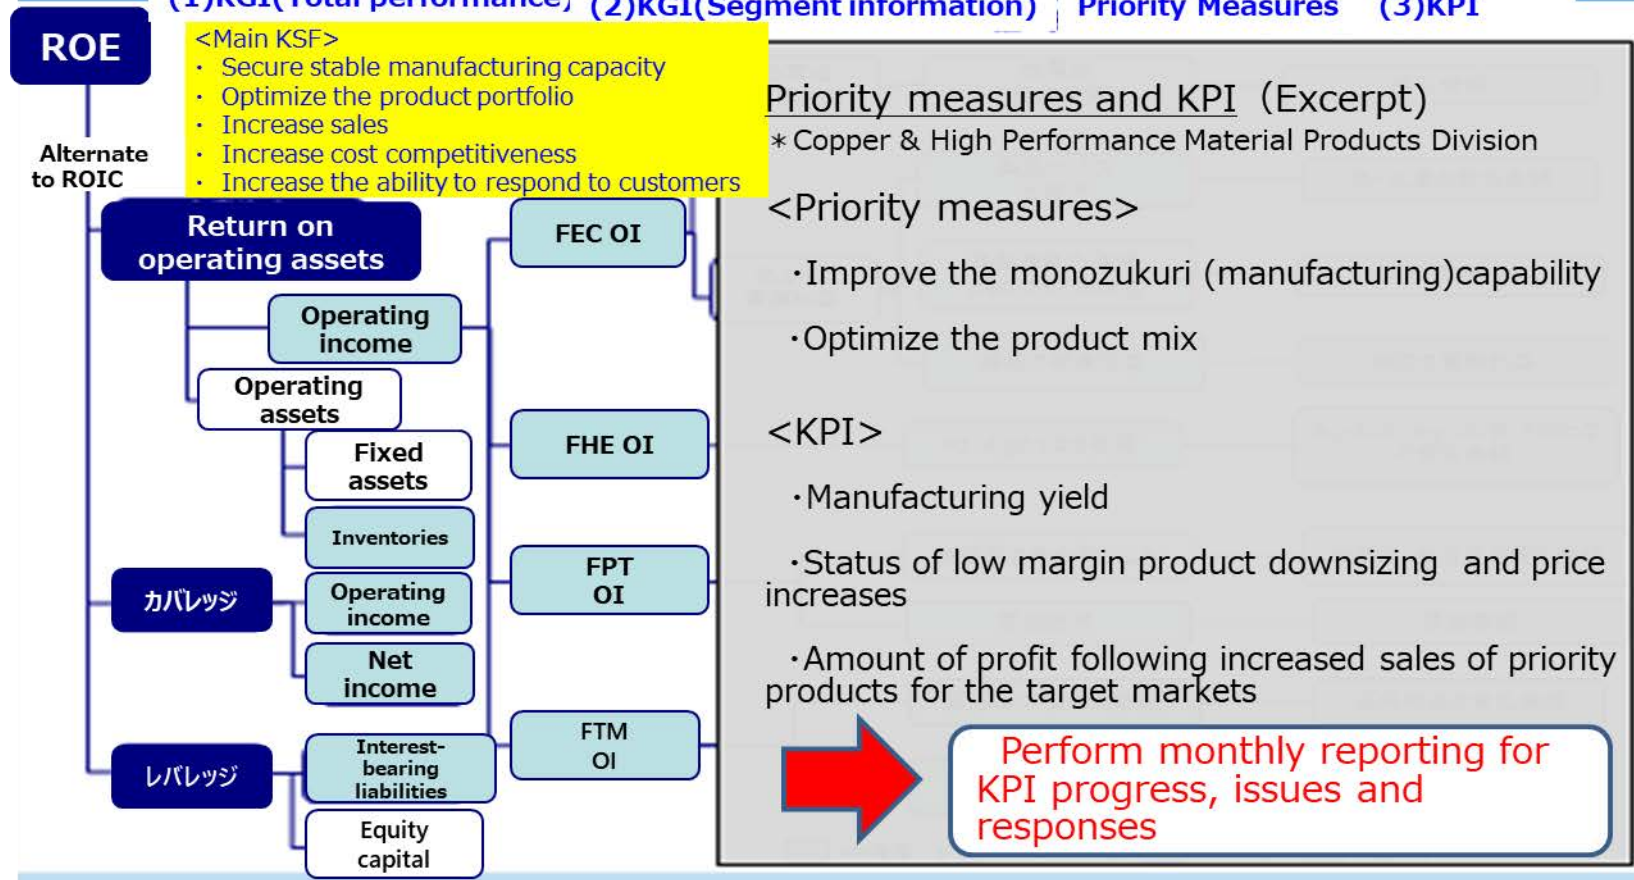 (1)KGI(Total performance)
(2)KGI(Segment information)
Priority Measures
(3)KPI
ROE
<Main KSF>
・ Secure stable manufacturing capacity
・ Optimize the product portfolio
・ Increase sales
・ Increase cost competitiveness
・ Increase the ability to respond to customers
Alternate
to ROIC
Return on
operating assets
Operating
income
Operating
assets
Fixed
assets
Inventories
カバレッジ
Operating
income
Net
income
レバレッジ
Interest-
bearing
liabilities
Equity
capital
FEC OI
FHE OI
FPT
OI
FTM
OI
Priority measures and KPI (Excerpt)
＊Copper & High Performance Material Products Division
<Priority measures>
・Improve the monozukuri (manufacturing)capability
・Optimize the product mix
<KPI>
・Manufacturing yield
・Status of low margin product downsizing and price
increases
・Amount of profit following increased sales of priority
products for the target markets
Perform monthly reporting for
KPI progress, issues and
responses